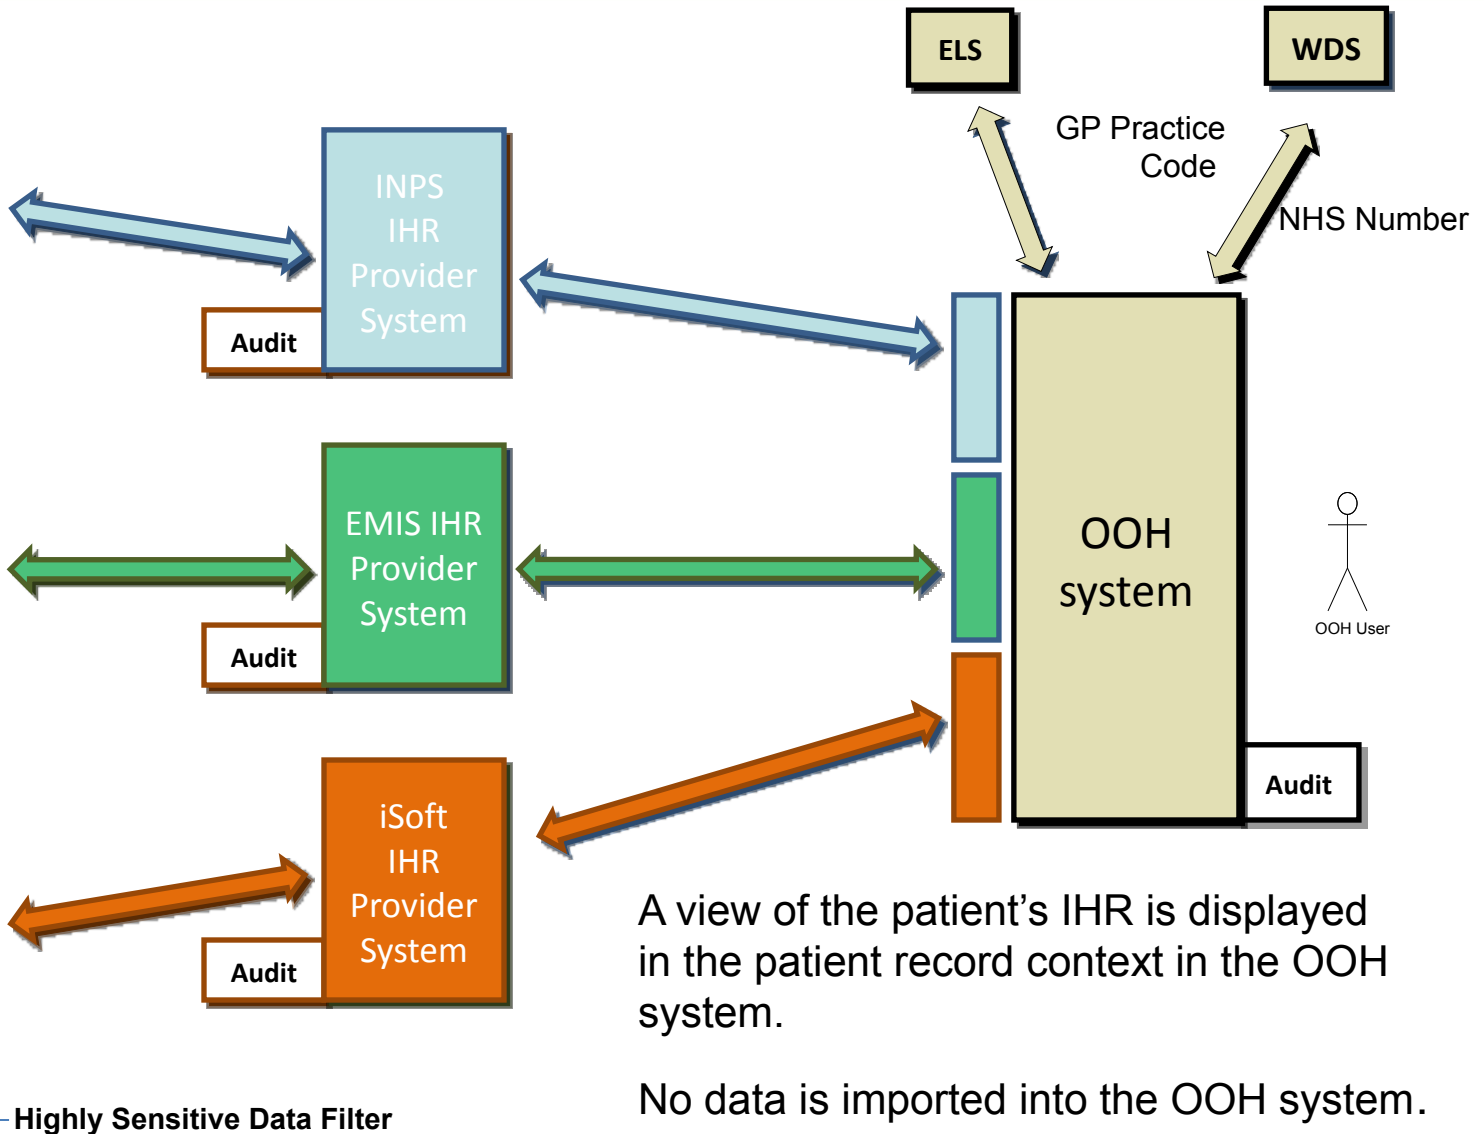 ELS
WDS
GP Practice
Code
NHS Number
INPS
IHR
Provider
System
Audit
EMIS IHR
Provider
System
Audit
OOH
system
OOH User
Audit
iSoft
IHR
Provider
System
Audit
A view of the patient’s IHR is displayed
in the patient record context in the OOH
system.
No data is imported into the OOH system.
Highly Sensitive Data Filter